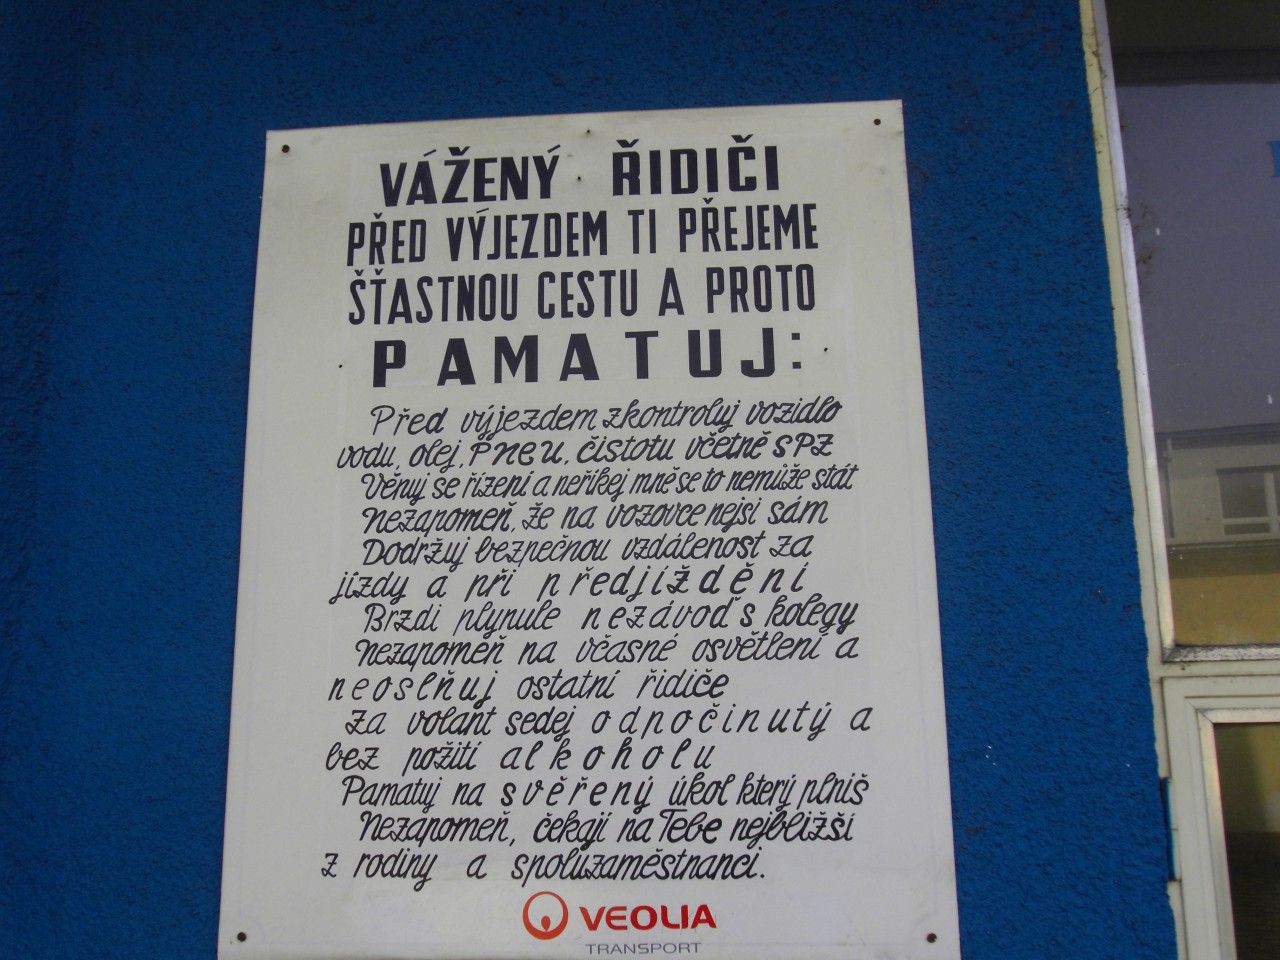 VÁŽENÝ ŘIDIČI
PŘED VÝJEZDEM TI PŘEJEME
ŠŤASTNOU CESTU A PROTO
PAMATUJ:
Před výjezdem zkontroluj vozidlo
vodu, olej, PNEU, čistotu včetně SPZ
Věnuj se řízení a neříkej mně se to nemůže stát
Nezapomeň, že na vozovce nejsi sám
Dodržuj bezpečnou vzdálenost za
jízdy a při předjíždění
Brzdi plynule nezávoď s kolegy
Nezapomeň na včasné osvětlení a
neoslňuj ostatní řidiče
Za volant sedej odpočinutý a
bez požití alkoholu
Pamatuj na svěřený úkol který plníš
Nezapomeň, čekají na Tebe nejbližší
z rodiny a spoluzaměstnanci.
VEOLIA
TRANSPORT